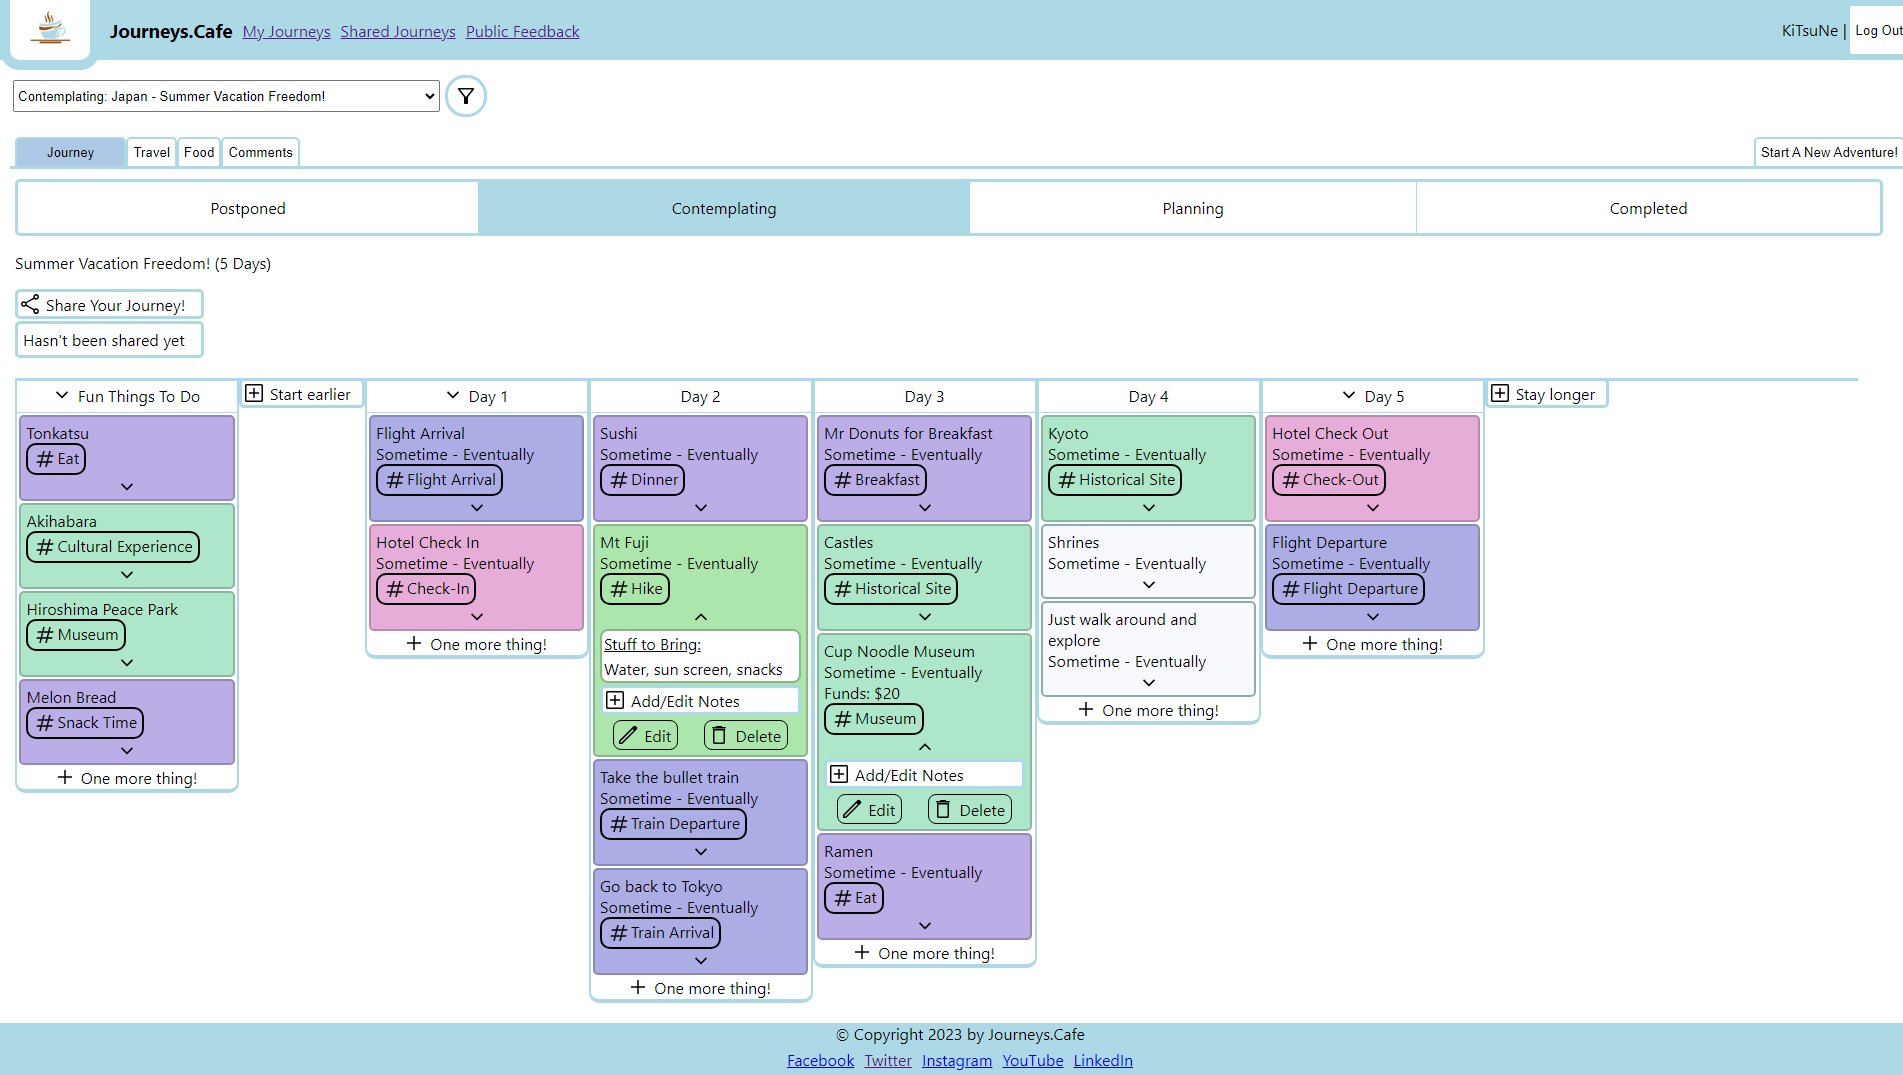 Journeys.Cafe My Journeys Shared Journeys Public Feedback
KiTsuNe | Log Out
Contemplating: Japan - Summer Vacation Freedom!
Journey Travel Food Comments
Start A New Adventure!
Postponed Contemplating Planning Completed
Summer Vacation Freedom! (5 Days)
Share Your Journey!
Hasn't been shared yet
Fun Things To Do
Tonkatsu
# Eat
Akihabara
# Cultural Experience
Hiroshima Peace Park
# Museum
Melon Bread
# Snack Time
+ One more thing!
Start earlier
Day 1
Flight Arrival
Sometime - Eventually
# Flight Arrival
Hotel Check In
Sometime - Eventually
# Check-In
+ One more thing!
Day 2
Sushi
Sometime - Eventually
# Dinner
Mt Fuji
Sometime - Eventually
# Hike
Stuff to Bring:
Water, sun screen, snacks
Add/Edit Notes
Edit Delete
Take the bullet train
Sometime - Eventually
# Train Departure
Go back to Tokyo
Sometime - Eventually
# Train Arrival
+ One more thing!
Day 3
Mr Donuts for Breakfast
Sometime - Eventually
# Breakfast
Castles
Sometime - Eventually
# Historical Site
Cup Noodle Museum
Sometime - Eventually
Funds: $20
# Museum
Add/Edit Notes
Edit Delete
Ramen
Sometime - Eventually
# Eat
+ One more thing!
Day 4
Kyoto
Sometime - Eventually
# Historical Site
Shrines
Sometime - Eventually
Just walk around and
explore
Sometime - Eventually
+ One more thing!
Day 5
Hotel Check Out
Sometime - Eventually
# Check-Out
Flight Departure
Sometime - Eventually
# Flight Departure
+ One more thing!
Stay longer
© Copyright 2023 by Journeys.Cafe
Facebook Twitter Instagram YouTube LinkedIn